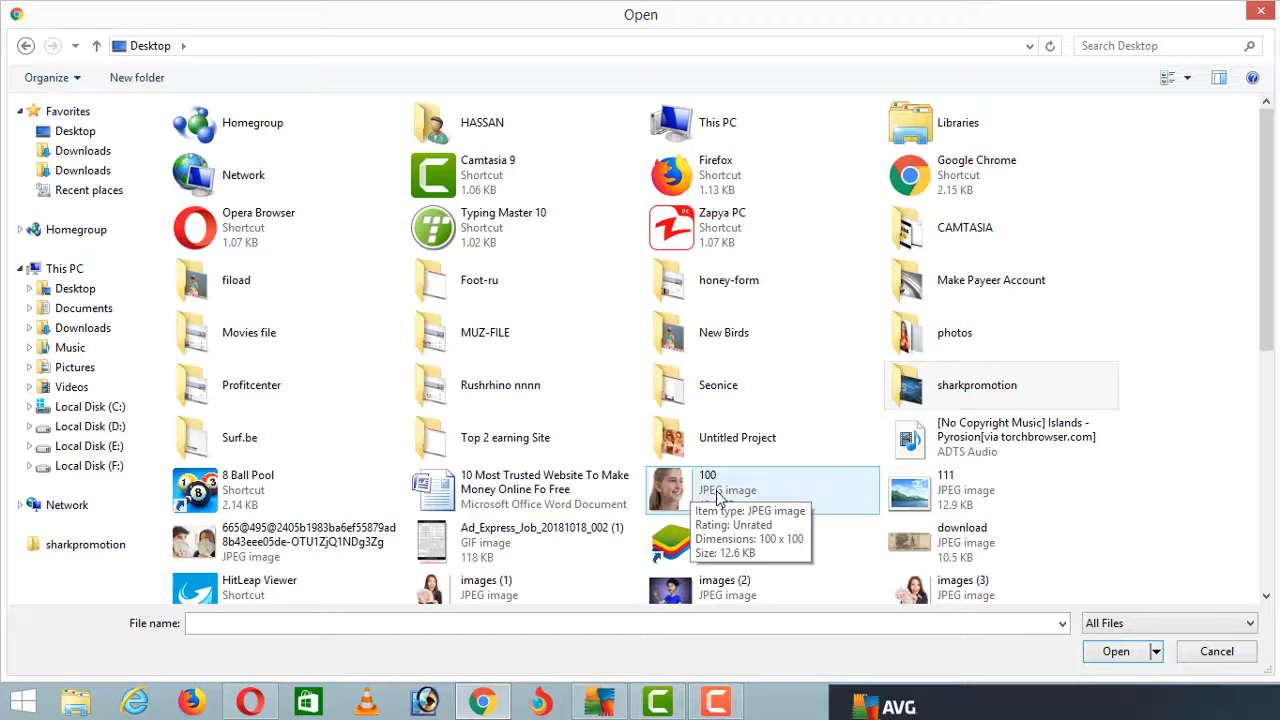 Open
Desktop
Search Desktop
Organize
New folder
Favorites
Desktop
Downloads
Downloads
Recent places
Homegroup
This PC
Desktop
Documents
Downloads
Music
Pictures
Videos
Local Disk (C:)
Local Disk (D:)
Local Disk (E:)
Local Disk (F:)
Network
sharkpromotion
Homegroup
HASSAN
This PC
Libraries
Network
Camtasia 9
Shortcut
1.06 KB
Firefox
Shortcut
1.13 KB
Google Chrome
Shortcut
2.15 KB
Opera Browser
Shortcut
1.07 KB
Typing Master 10
Shortcut
1.02 KB
PC
Zapya PC
Shortcut
1.07 KB
CAMTASIA
fiload
Foot-ru
honey-form
Make Payeer Account
Movies file
MUZ-FILE
New Birds
photos
Profitcenter
Rushrhino nnnn
Seonice
sharkpromotion
Surf.be
Top 2 earning Site
Untitled Project
[No Copyright Music] Islands -
Pyrosion[via torchbrowser.com]
ADTS Audio
8 Ball Pool
Shortcut
2.14 KB
10 Most Trusted Website To Make
Money Online Fo Free
Microsoft Office Word Document
100
JPEG image
111
JPEG image
12.9 KB
Item type: JPEG image
Rating: Unrated
Dimensions: 100 x 100
Size: 12.6 KB
665@495@2405b1983ba6ef55879ad
8b43eee05de-OTU1ZjQ1NDg3Zg
JPEG image
Ad_Express_Job_20181018_002 (1)
GIF image
118 KB
download
JPEG image
10.5 KB
HitLeap Viewer
Shortcut
images (1)
JPEG image
images (2)
JPEG image
images (3)
JPEG image
File name:
All Files
Open
Cancel
AVG